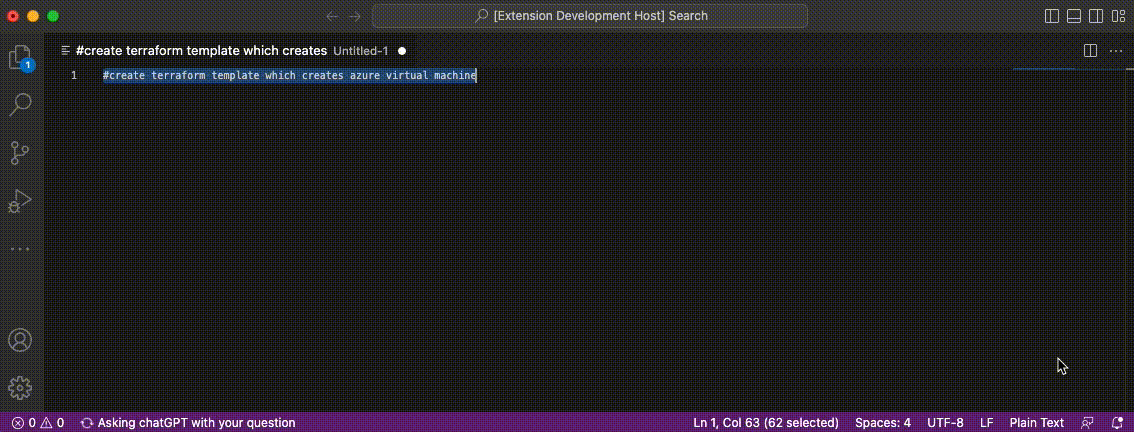 [Extension Development Host] Search
#create terraform template which creates Untitled-1
1
1 #create terraform template which creates azure virtual machine
0 0 Asking chatGPT with your question Ln 1, Col 63 (62 selected) Spaces: 4 UTF-8 LF Plain Text